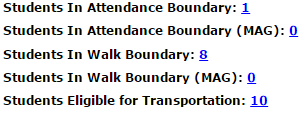 Students In Attendance Boundary: 1
Students In Attendance Boundary (MAG): 0
Students In Walk Boundary: 8
Students In Walk Boundary (MAG): 0
Students Eligible for Transportation: 10